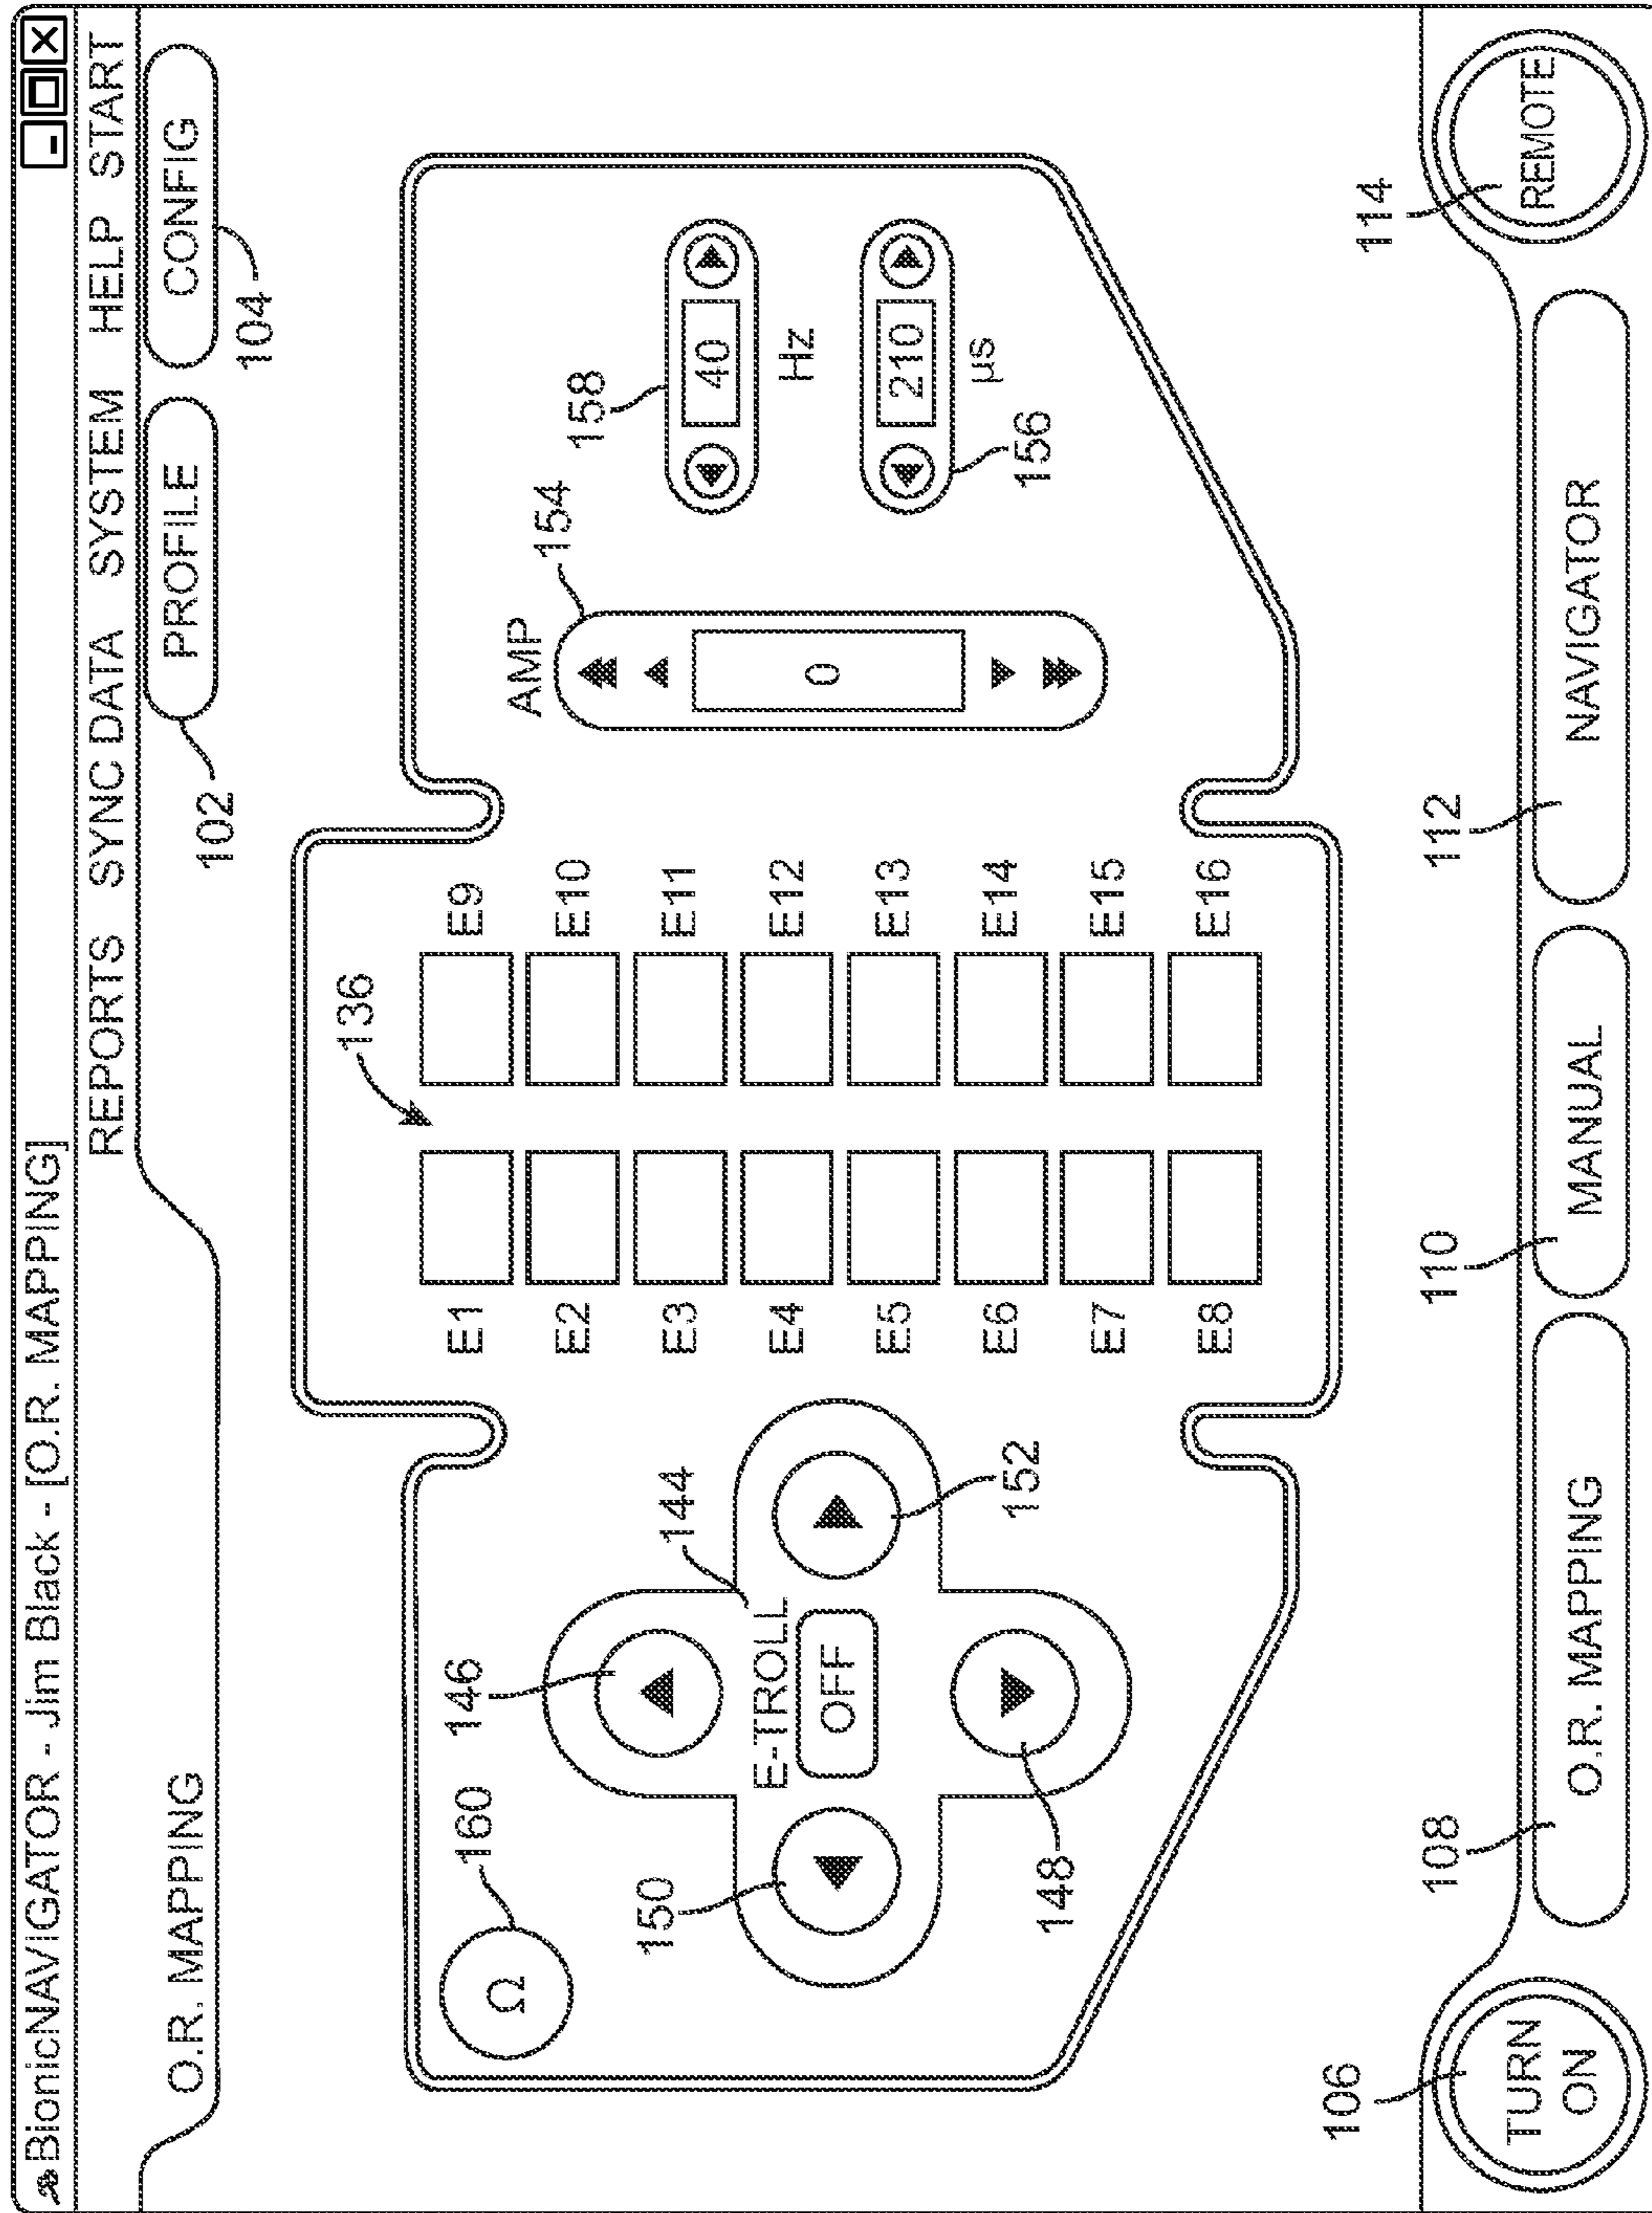 BionicNAVIGATOR - Jim Black - [O.R. MAPPING]
REPORTS SYNC DATA SYSTEM HELP START
O.R. MAPPING
PROFILE
CONFIG
102
104
160
Ω
146
150
E-TROLL
144
OFF
148
152
136
E1
E9
E2
E10
E3
E11
E4
E12
E5
E13
E6
E14
E7
E15
E8
E16
AMP
154
0
158
40
Hz
210
µs
156
106
TURN
ON
108
O.R. MAPPING
110
MANUAL
112
NAVIGATOR
114
REMOTE